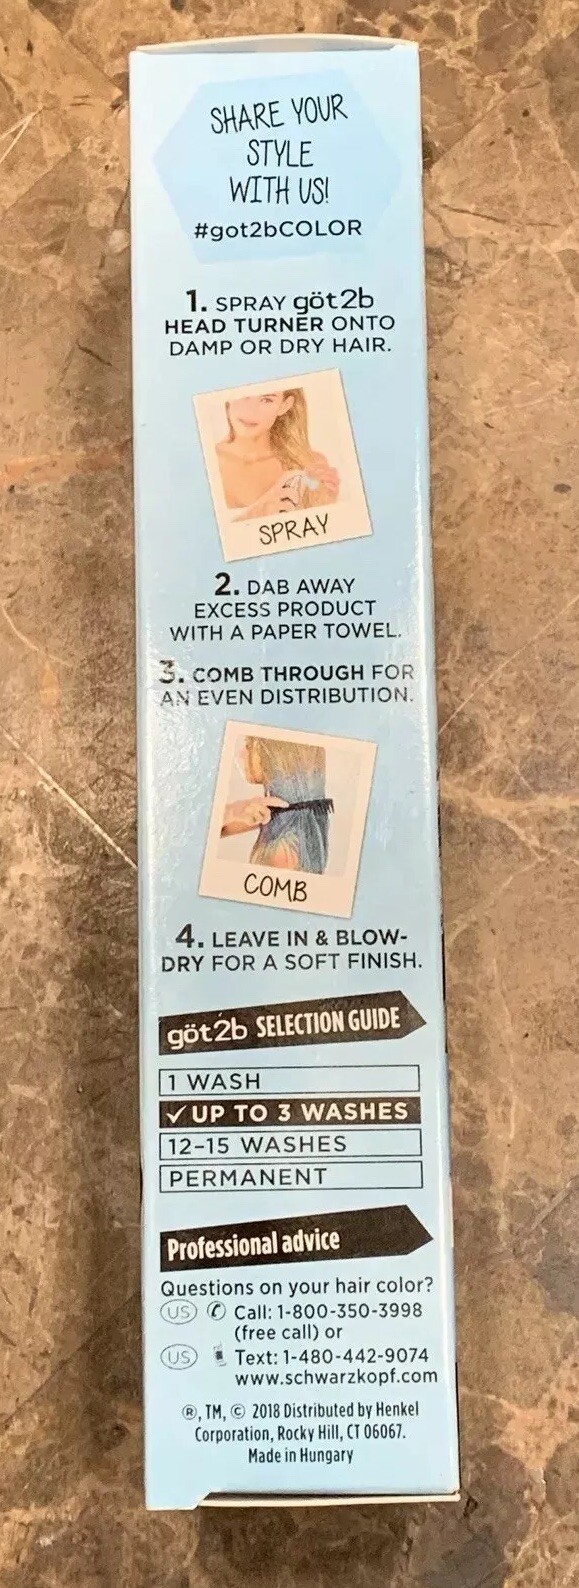 SHARE YOUR
STYLE
WITH US!
#got2bCOLOR
1. SPRAY göt2b
HEAD TURNER ONTO
DAMP OR DRY HAIR.
SPRAY
2. DAB AWAY
EXCESS PRODUCT
WITH A PAPER TOWEL.
3. COMB THROUGH FOR
AN EVEN DISTRIBUTION.
COMB
4. LEAVE IN & BLOW-
DRY FOR A SOFT FINISH.
göt2b SELECTION GUIDE
1 WASH
✓ UP TO 3 WASHES
12-15 WASHES
PERMANENT
Professional advice
Questions on your hair color?
US ✆ Call: 1-800-350-3998
(free call) or
US Text: 1-480-442-9074
www.schwarzkopf.com
®, TM, © 2018 Distributed by Henkel
Corporation, Rocky Hill, CT 06067.
Made in Hungary